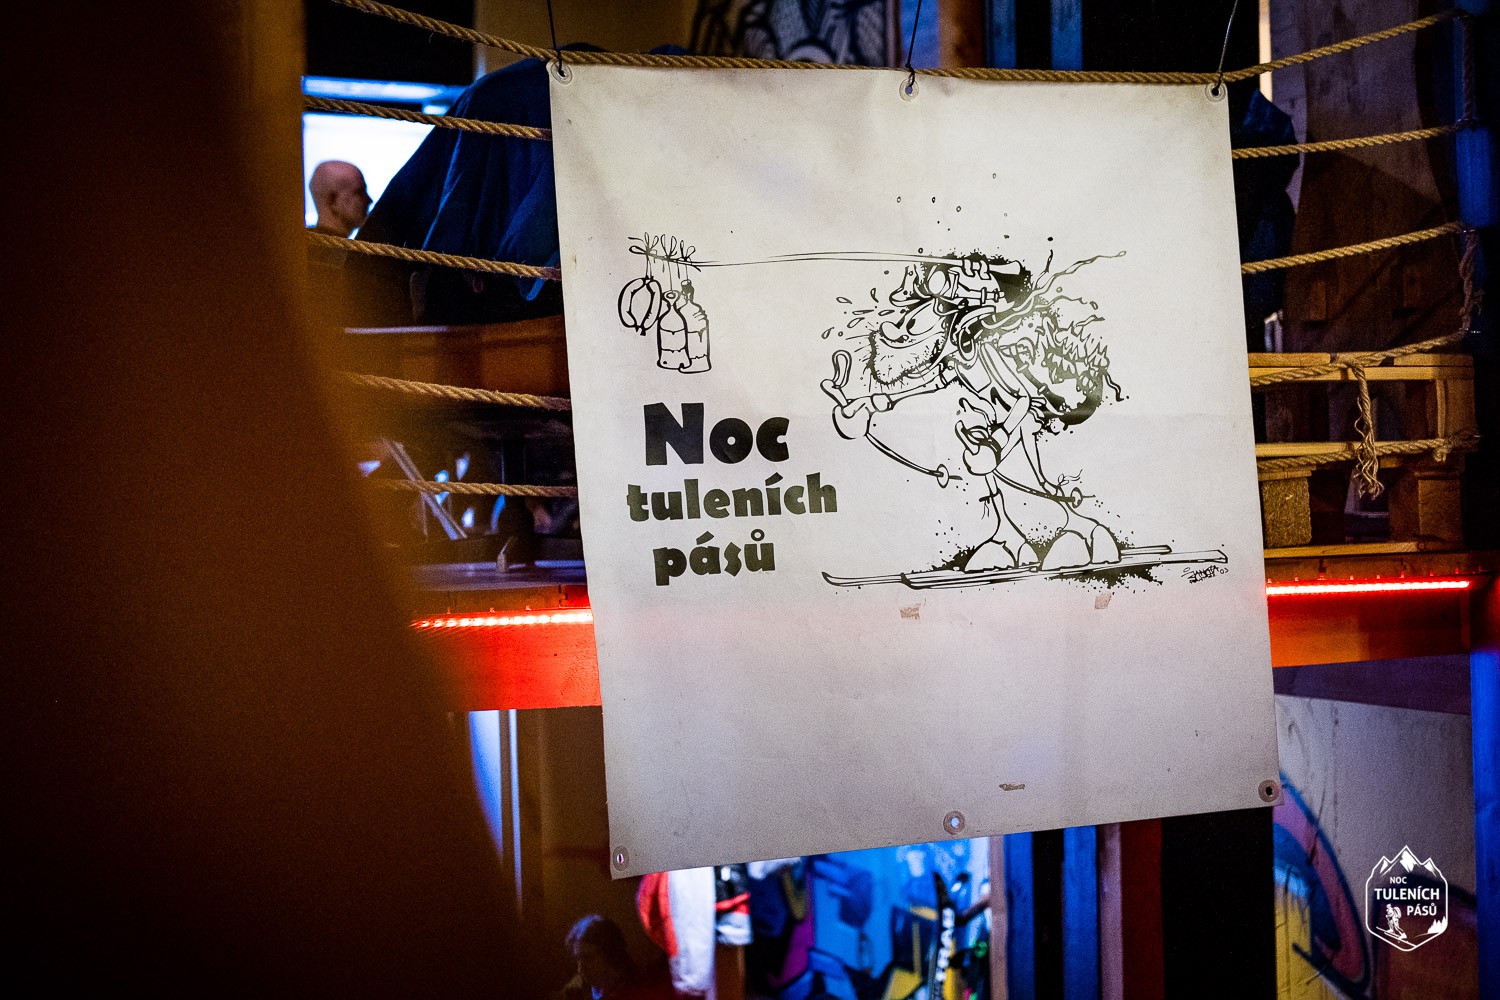 Noc
tuleních
pásů
NOC
TULENÍCH
PÁSŮ